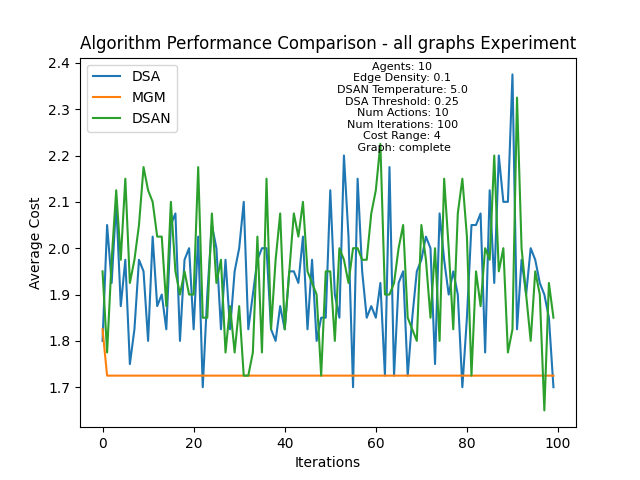 Algorithm Performance Comparison - all graphs Experiment
DSA
MGM
DSAN
Agents: 10
Edge Density: 0.1
DSAN Temperature: 5.0
DSA Threshold: 0.25
Num Actions: 10
Num Iterations: 100
Cost Range: 4
Graph: complete
Average Cost
2.4
2.3
2.2
2.1
2.0
1.9
1.8
1.7
0
20
40
60
80
100
Iterations